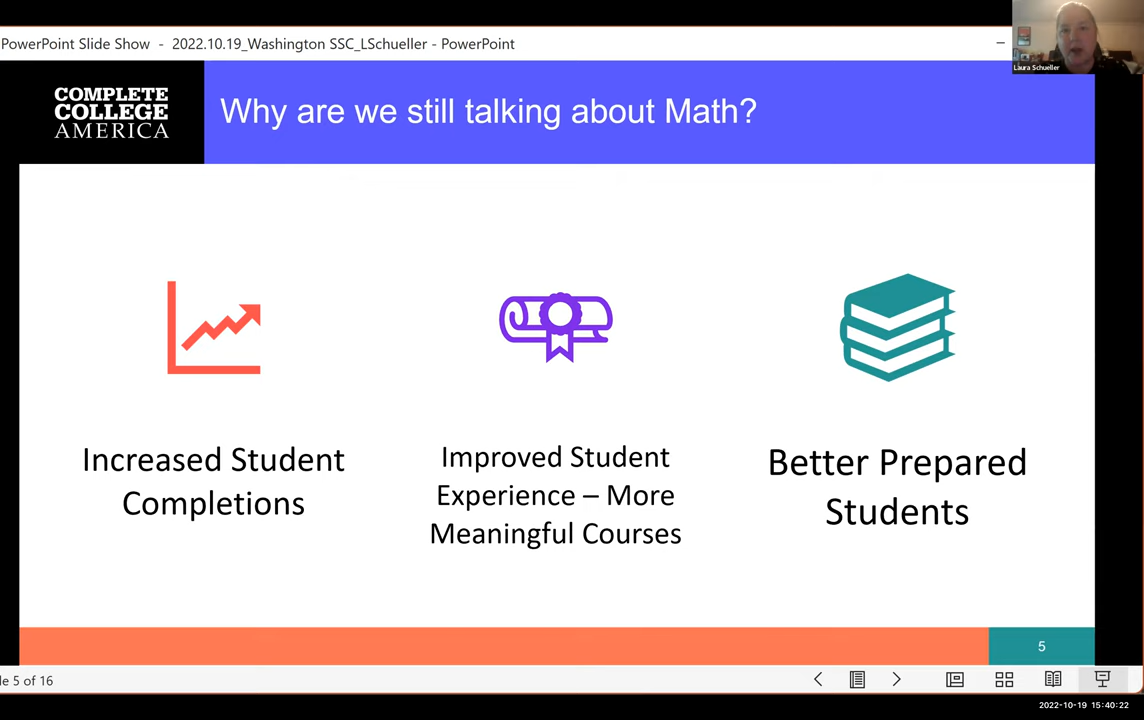 PowerPoint Slide Show - 2022.10.19_Washington SSC_LSchueller - PowerPoint
Laura Schueller
COMPLETE
COLLEGE
AMERICA
Why are we still talking about Math?
Increased Student
Completions
Improved Student
Experience – More
Meaningful Courses
Better Prepared
Students
5
le 5 of 16
2022-10-19 15:40:22